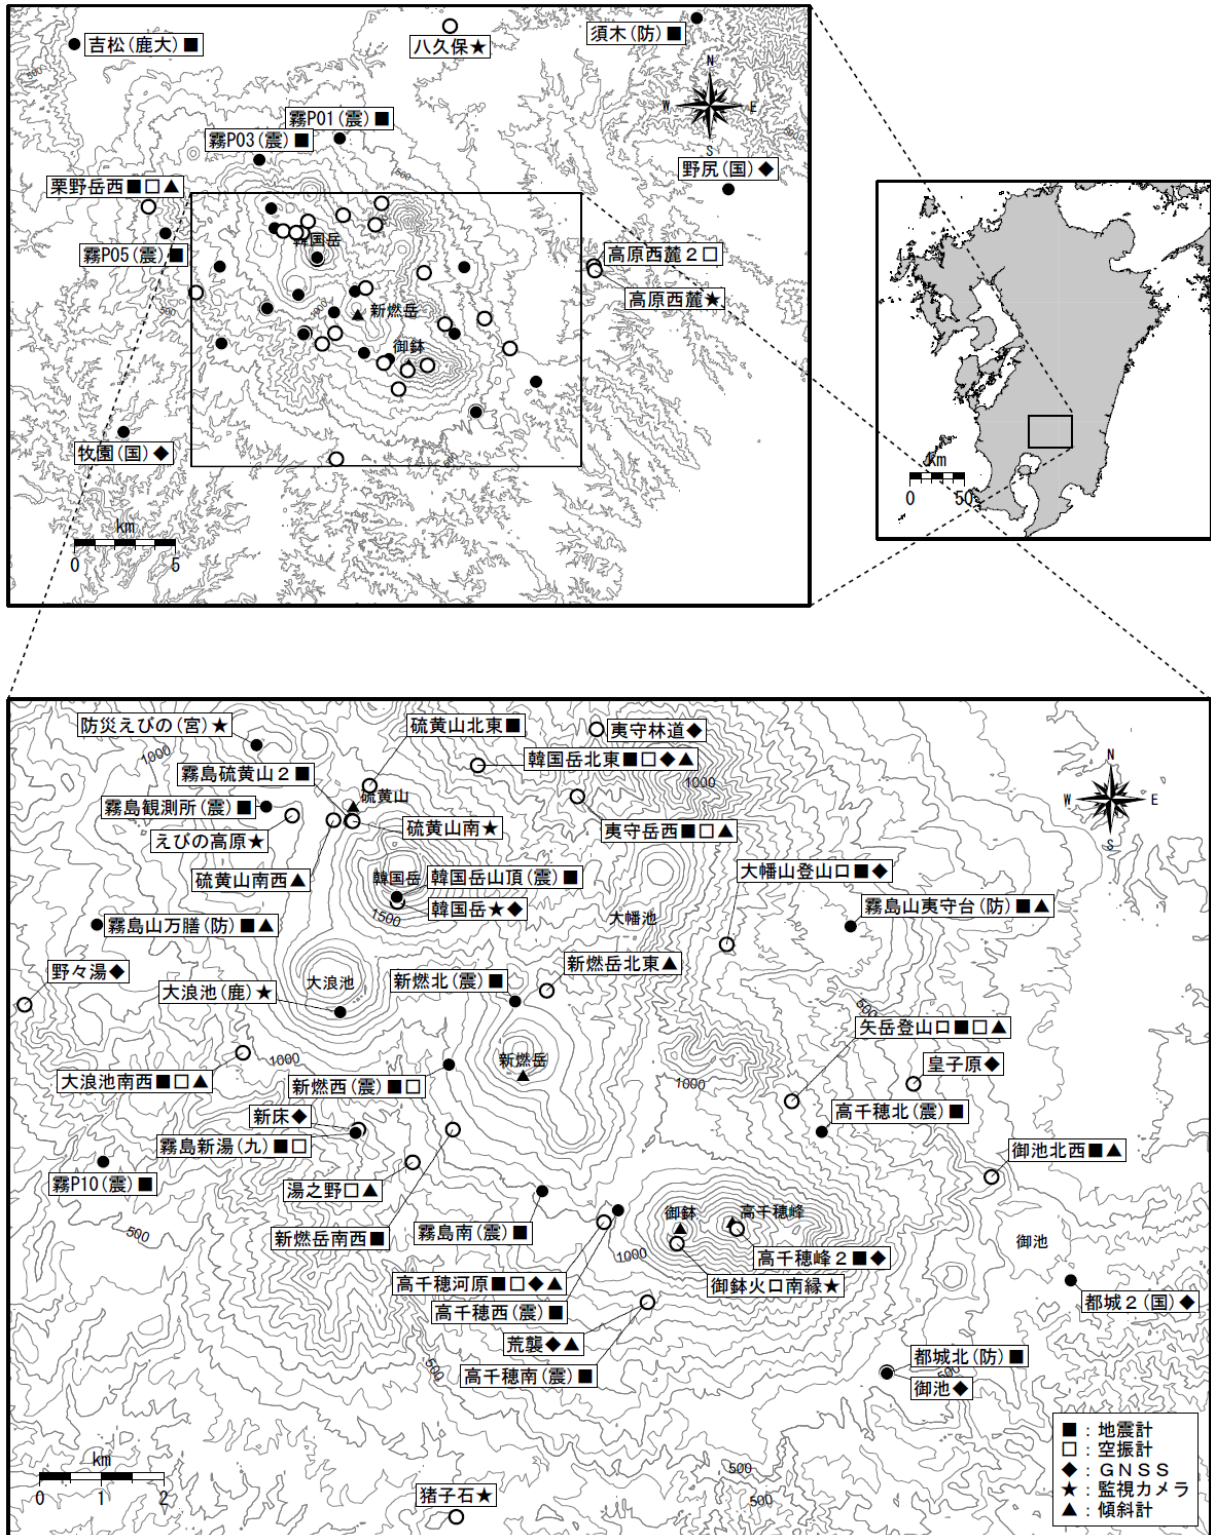 吉松(鹿大)■
八久保★
須木(防)■
N
W
E
S
500
霧P01(震)■
霧P03(震)■
野尻(国)◆
栗野岳西■□▲
1500
韓国岳
霧P05(震)■
高原西麓2□
高原西麓★
500
1000
新燃岳
御鉢
牧園(国)◆
km
0 5
km
0 50
防災えびの(宮)★
硫黄山北東■
夷守林道◆
1000
霧島硫黄山2■
韓国岳北東■□◆▲
1000
硫黄山
N
W
E
S
霧島観測所(震)■
えびの高原★
硫黄山南★
夷守岳西■□▲
硫黄山南西▲
韓国岳
韓国岳山頂(震)■
大幡山登山口■◆
1500
韓国岳★◆
大幡池
霧島山夷守台(防)■▲
霧島山万膳(防)■▲
野々湯◆
大浪池
新燃岳北東▲
大浪池(鹿)★
新燃北(震)■
500
矢岳登山口■□▲
1000
新燃岳
皇子原◆
大浪池南西■□▲
新燃西(震)■□
1000
新床◆
高千穂北(震)■
霧島新湯(九)■□
御池北西■▲
霧P10(震)■
湯之野□▲
500
新燃岳南西■
霧島南(震)■
御鉢
高千穂峰
御池
1000
高千穂峰2■◆
高千穂河原■□◆▲
御鉢火口南縁★
高千穂西(震)■
都城2(国)◆
荒襲◆▲
500
高千穂南(震)■
都城北(防)■
500
御池◆
■:地震計
□:空振計
◆:GNSS
★:監視カメラ
▲:傾斜計
km
0 1 2
500
猪子石★
500